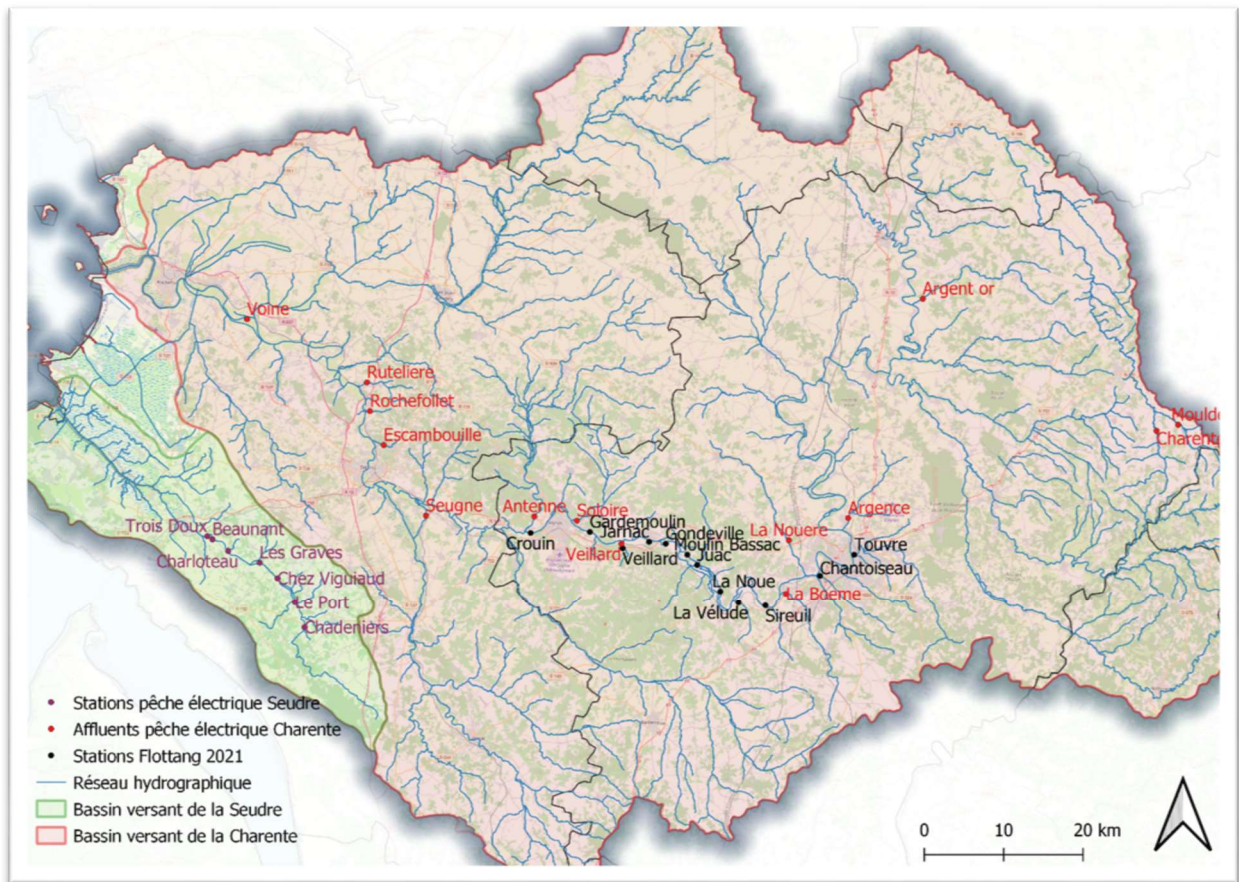 Argent or
Voine
Ruteliere
Rochefollet
Escambouille
Mould
Charente
Seugne
Antenne
Soloire
Argence
Gardemoulin
Trois Doux
Beaunant
Jarnac
Gondeville
La Nouere
Crouin
Veillard
Moulin Bassac
Touvre
Les Graves
Veillard
Juac
Charloteau
Chantoiseau
Chez Viguiaud
La Noue
La Boeme
Le Port
La Vélude
Sireuil
Chadeniers
Stations pêche électrique Seudre
Affluents pêche électrique Charente
Stations Flottang 2021
Réseau hydrographique
Bassin versant de la Seudre
Bassin versant de la Charente
0 10 20 km